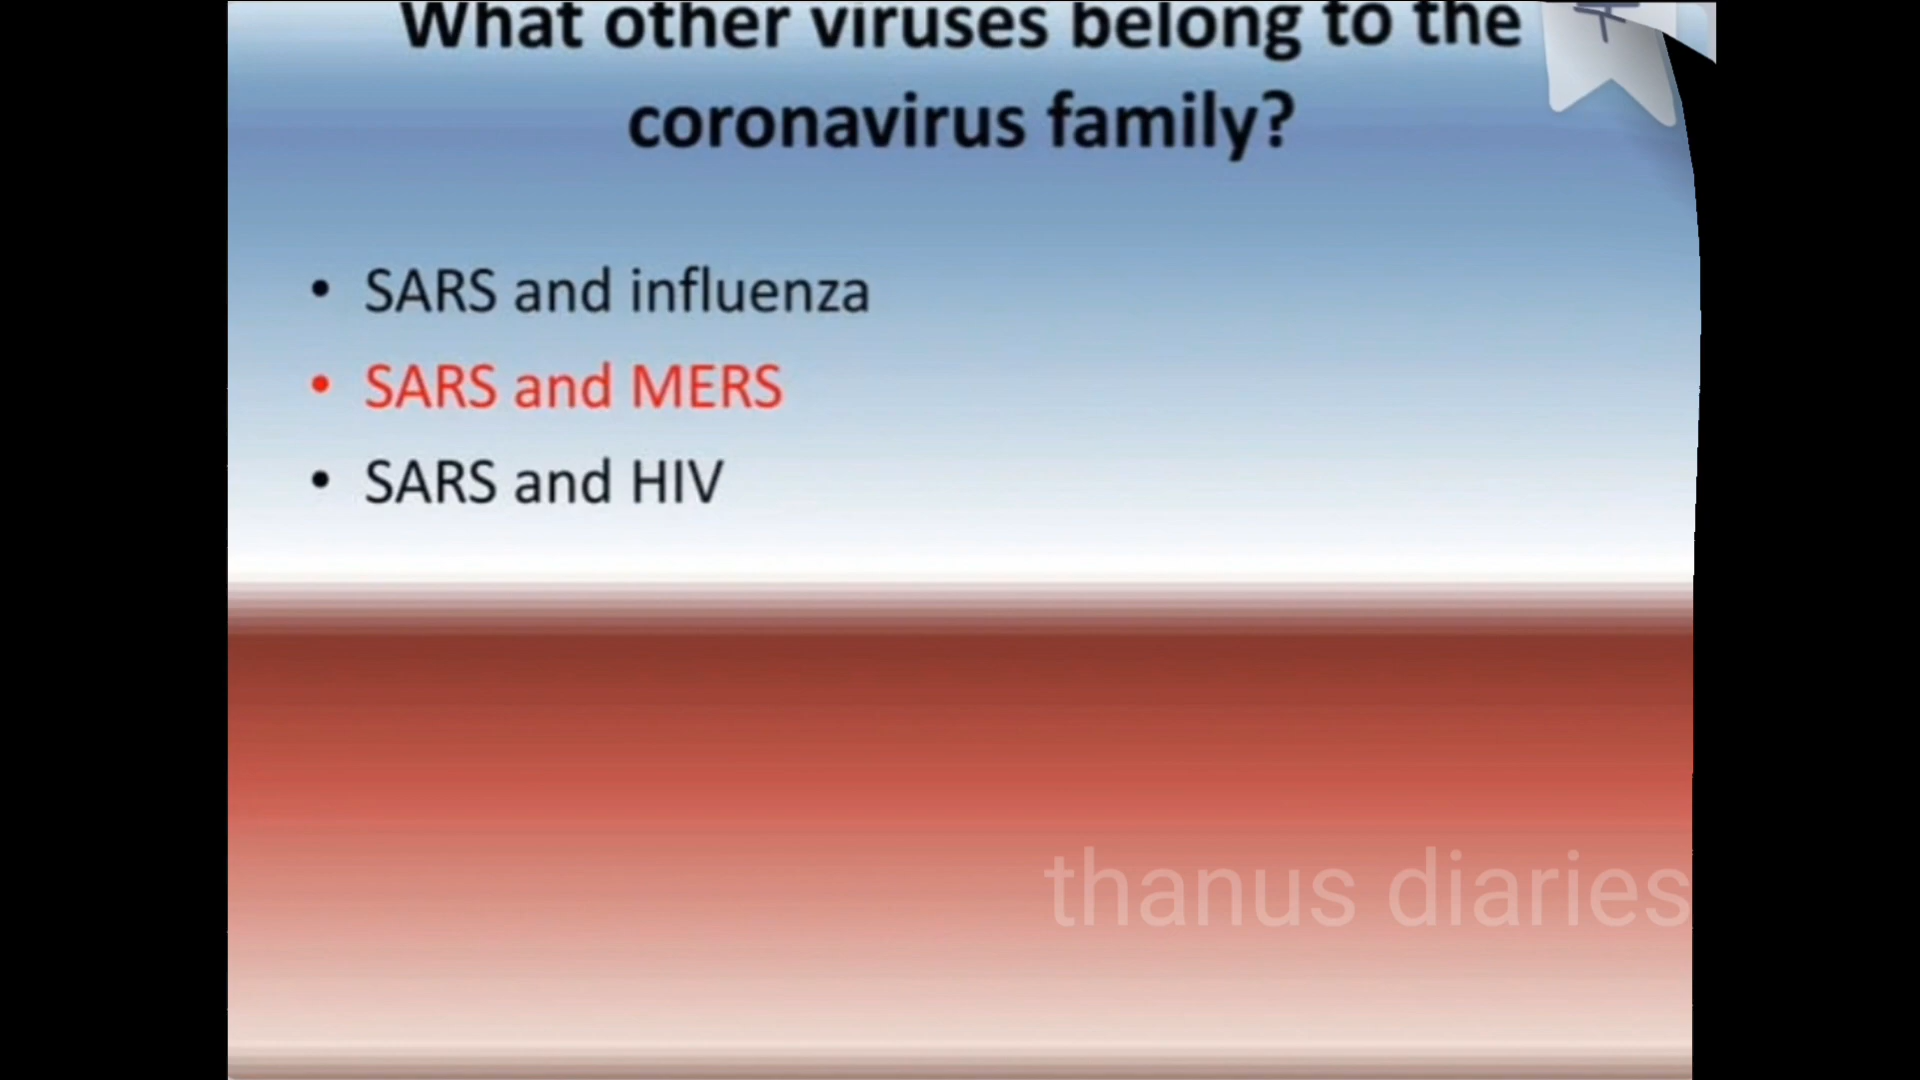 What other viruses belong to the
coronavirus family?
• SARS and influenza
• SARS and MERS
• SARS and HIV
thanus diaries